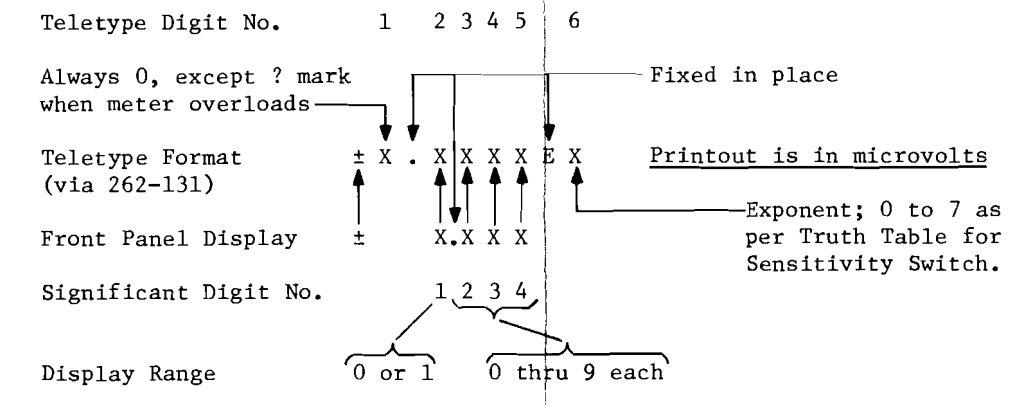 Teletype Digit No. 1 2 3 4 5 6
Always 0, except ? mark
when meter overloads
Fixed in place
Teletype Format ± X . X X X X E X Printout is in microvolts
(via 262-131)
Exponent; 0 to 7 as
per Truth Table for
Sensitivity Switch.
Front Panel Display ± X.X X X
Significant Digit No. 1 2 3 4
Display Range 0 or 1 0 thru 9 each